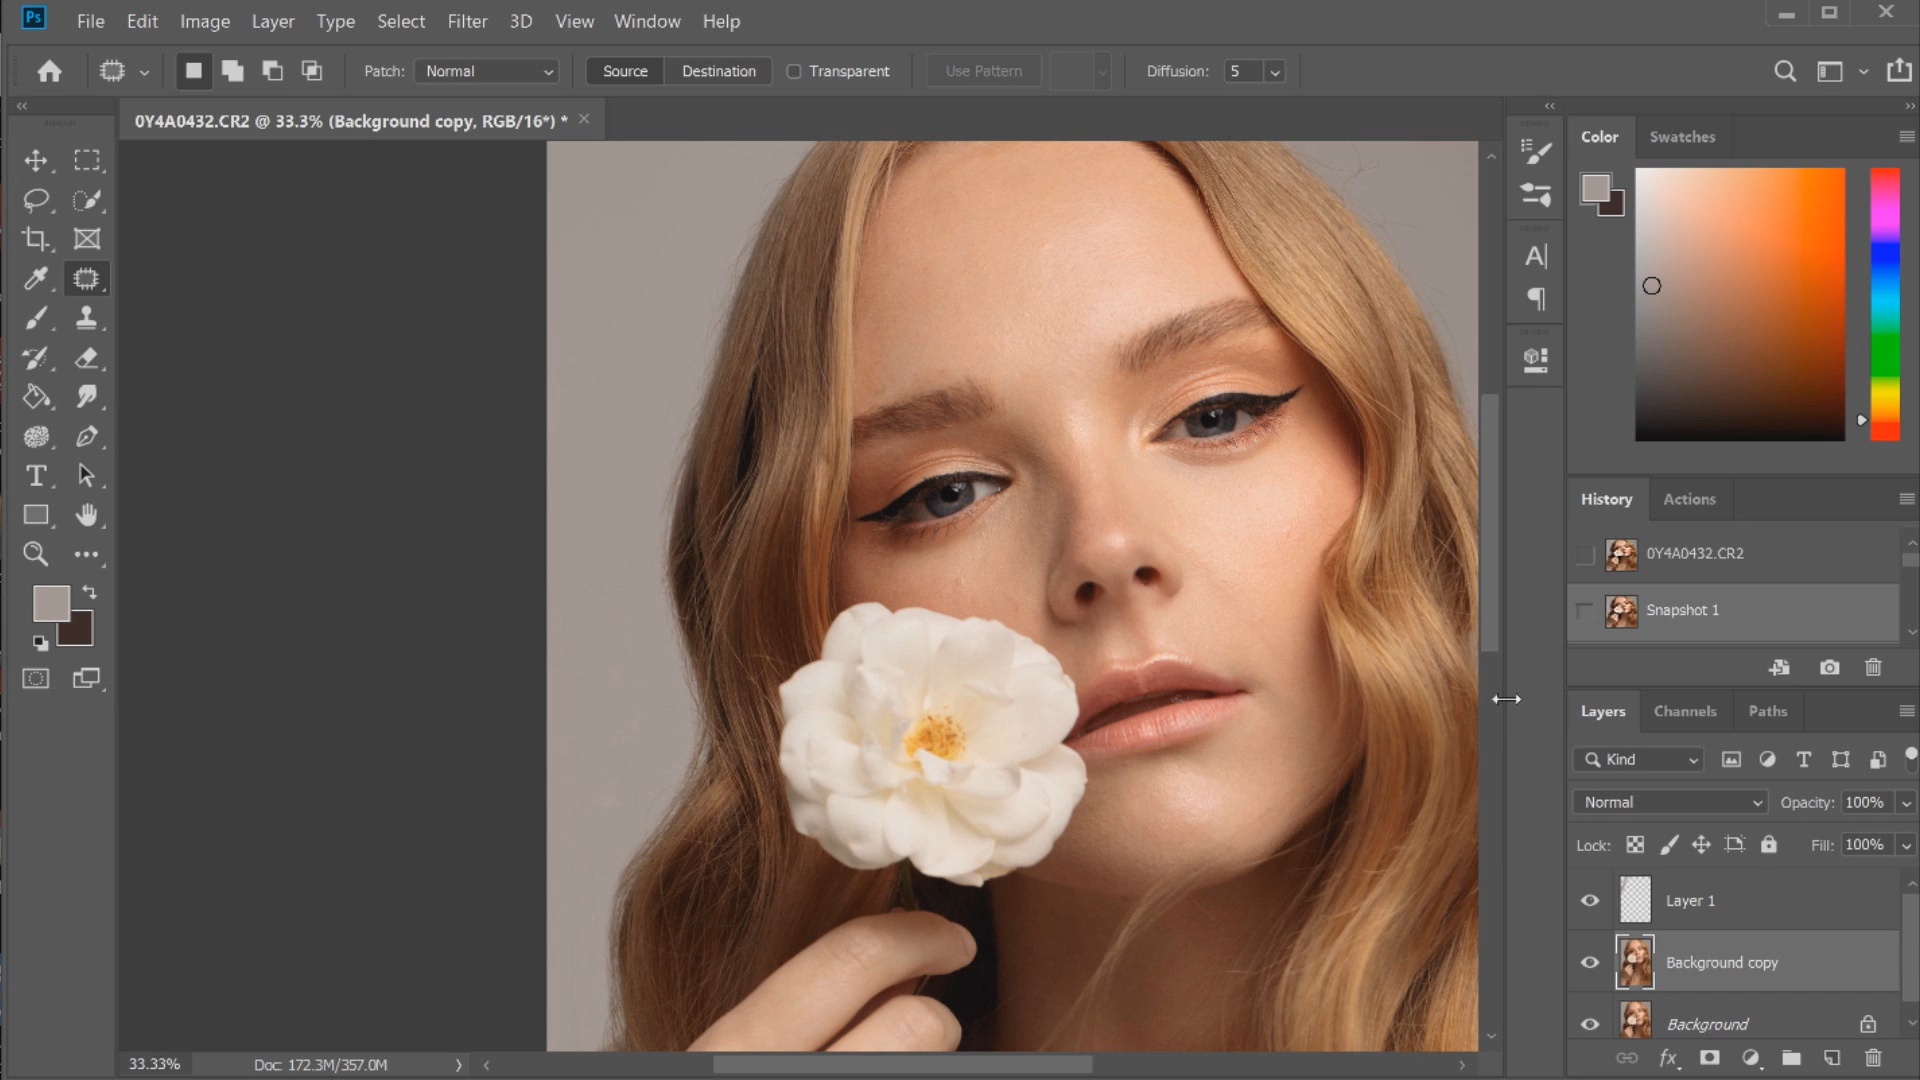 Ps File Edit Image Layer Type Select Filter 3D View Window Help
Patch: Normal Source Destination Transparent Use Pattern Diffusion: 5
0Y4A0432.CR2 @ 33.3% (Background copy, RGB/16*) *
Color Swatches
History Actions
0Y4A0432.CR2
Snapshot 1
Layers Channels Paths
Kind
Normal Opacity: 100%
Lock: Fill: 100%
Layer 1
Background copy
Background
fx
33.33% Doc: 172.3M/357.0M